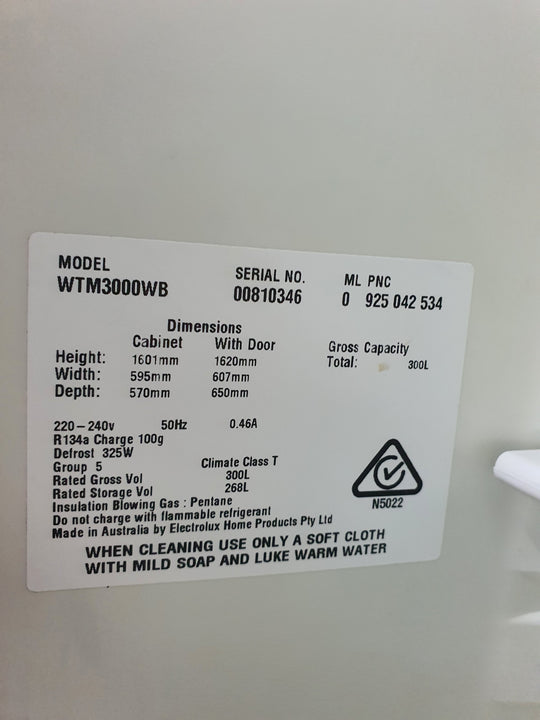 MODEL SERIAL NO. ML PNC
WTM3000WB 00810346 0 925 042 534
Dimensions
Cabinet With Door Gross Capacity
Height: 1601mm 1620mm Total: 300L
Width: 595mm 607mm
Depth: 570mm 650mm
220-240v 50Hz 0.46A
R134a Charge 100g
Defrost 325W
Group 5 Climate Class T
Rated Gross Vol 300L
Rated Storage Vol 268L
Insulation Blowing Gas : Pentane
Do not charge with flammable refrigerant
Made in Australia by Electrolux Home Products Pty Ltd
N5022
WHEN CLEANING USE ONLY A SOFT CLOTH
WITH MILD SOAP AND LUKE WARM WATER